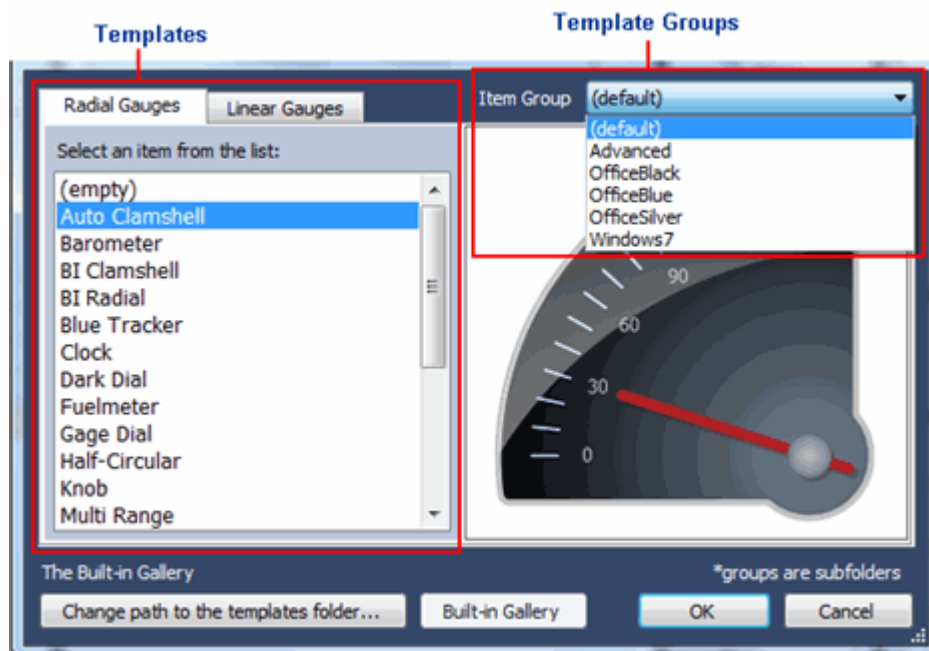 Templates
Template Groups
Radial Gauges
Linear Gauges
Item Group
(default)
(default)
Advanced
OfficeBlack
OfficeBlue
OfficeSilver
Windows7
Select an item from the list:
(empty)
Auto Clamshell
Barometer
BI Clamshell
BI Radial
Blue Tracker
Clock
Dark Dial
Fuelmeter
Gage Dial
Half-Circular
Knob
Multi Range
90
60
30
0
The Built-in Gallery
*groups are subfolders
Change path to the templates folder...
Built-in Gallery
OK
Cancel